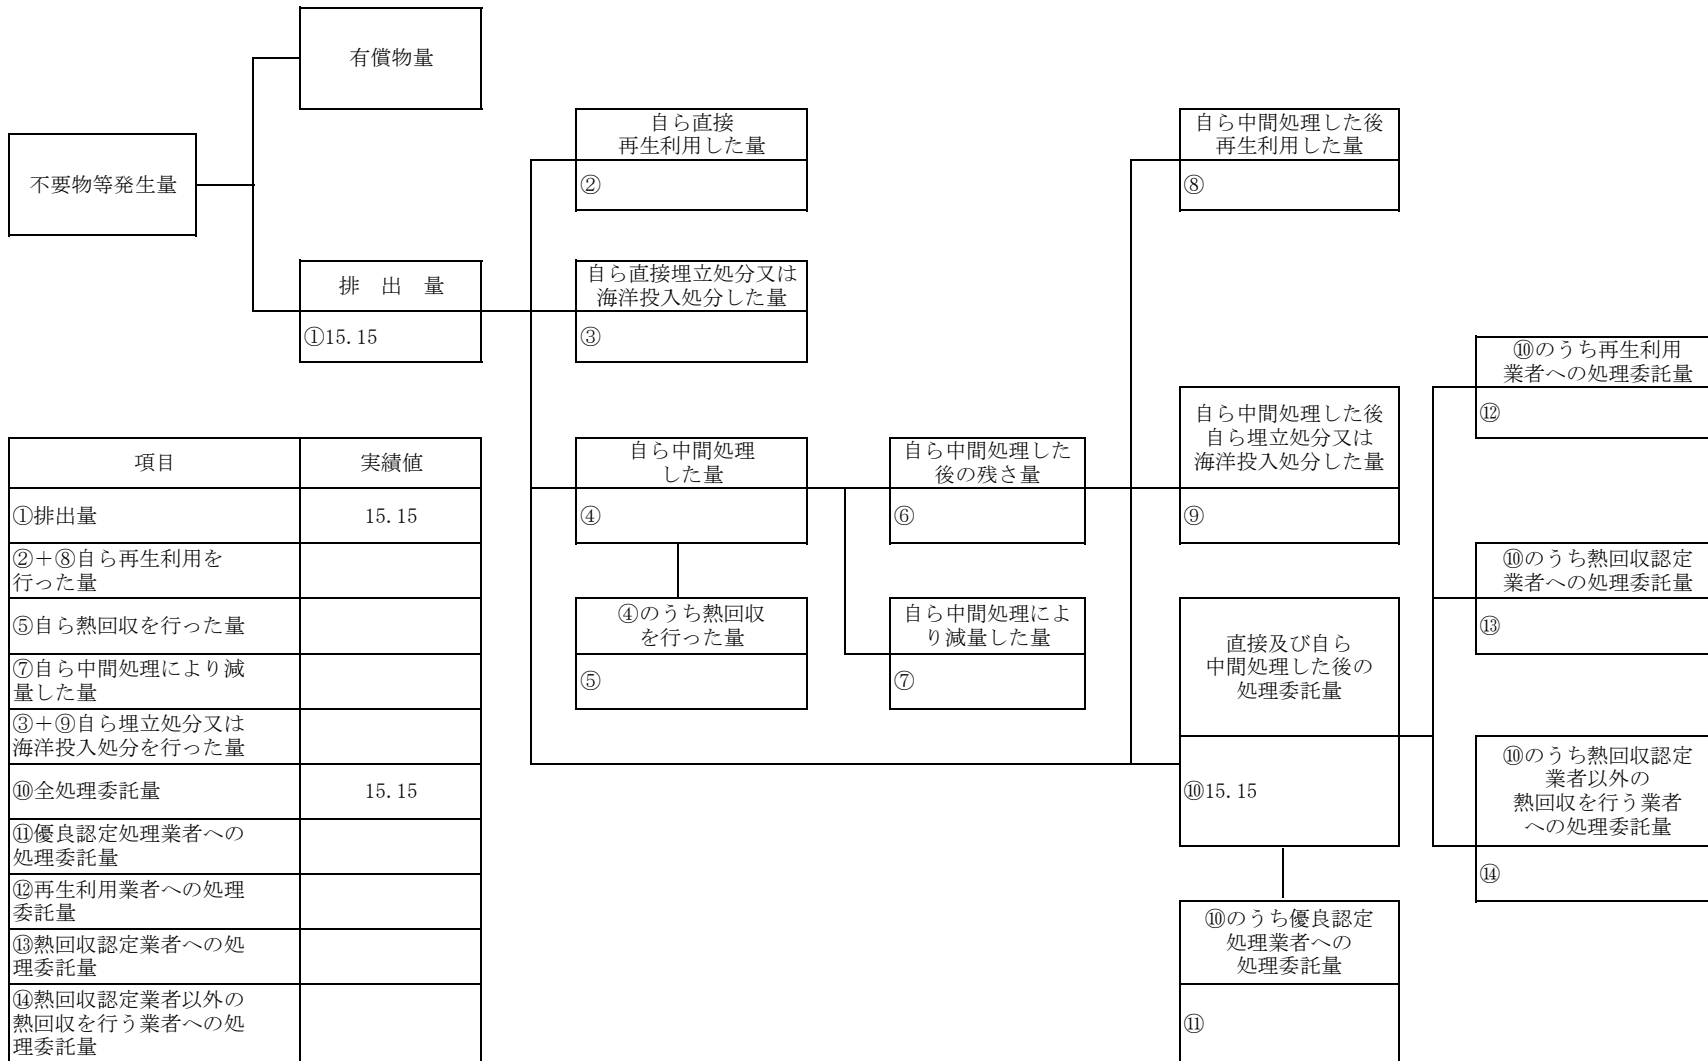 有償物量
不要物等発生量
排　出　量
①15.15
自ら直接
再生利用した量
②
自ら直接埋立処分又は
海洋投入処分した量
③
自ら中間処理
した量
④
④のうち熱回収
を行った量
⑤
自ら中間処理した
後の残さ量
⑥
自ら中間処理によ
り減量した量
⑦
自ら中間処理した後
再生利用した量
⑧
自ら中間処理した後
自ら埋立処分又は
海洋投入処分した量
⑨
直接及び自ら
中間処理した後の
処理委託量
⑩15.15
⑩のうち優良認定
処理業者への
処理委託量
⑪
⑩のうち再生利用
業者への処理委託量
⑫
⑩のうち熱回収認定
業者への処理委託量
⑬
⑩のうち熱回収認定
業者以外の
熱回収を行う業者
への処理委託量
⑭
項目 実績値
①排出量 15.15
②＋⑧自ら再生利用を
行った量
⑤自ら熱回収を行った量
⑦自ら中間処理により減
量した量
③＋⑨自ら埋立処分又は
海洋投入処分を行った量
⑩全処理委託量 15.15
⑪優良認定処理業者への
処理委託量
⑫再生利用業者への処理
委託量
⑬熱回収認定業者への処
理委託量
⑭熱回収認定業者以外の
熱回収を行う業者への処
理委託量